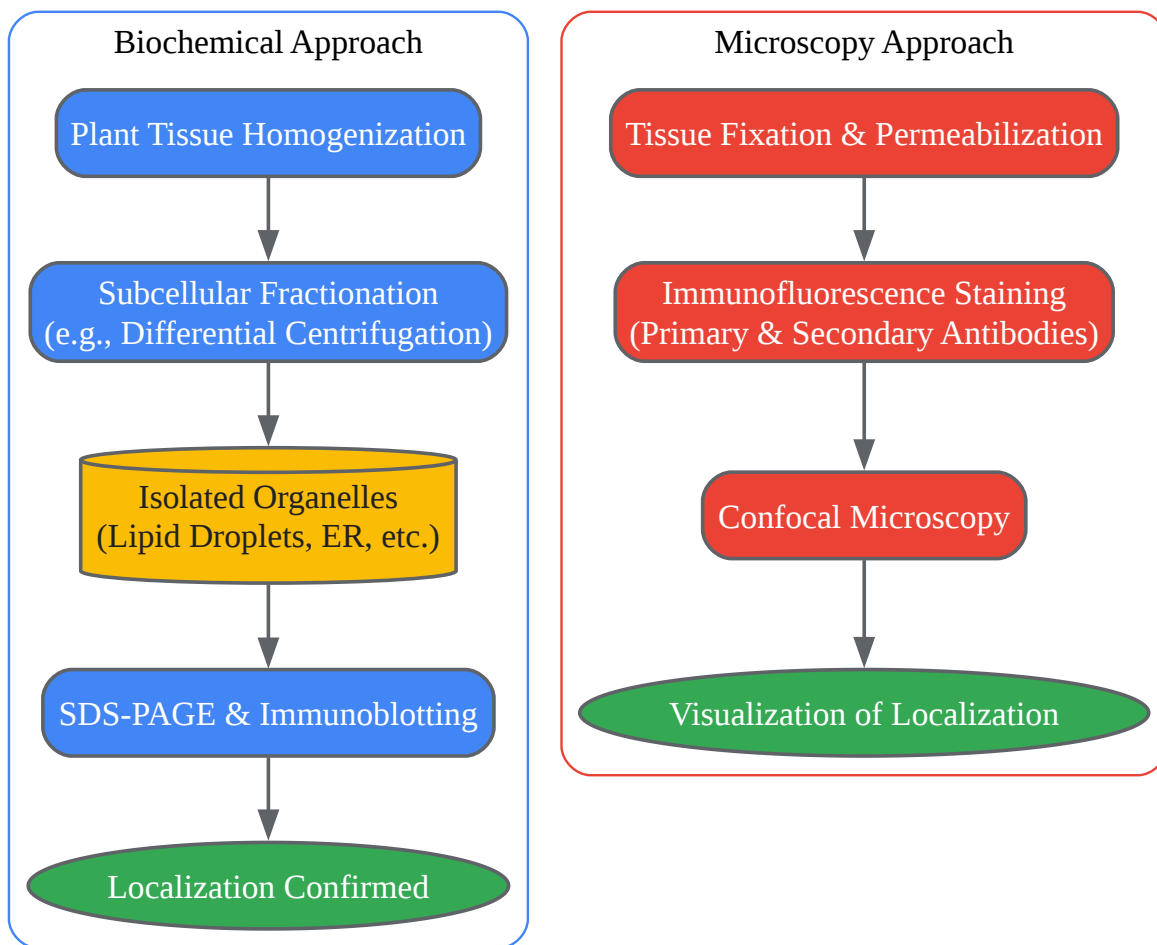 Biochemical Approach
Plant Tissue Homogenization
Subcellular Fractionation
(e.g., Differential Centrifugation)
Isolated Organelles
(Lipid Droplets, ER, etc.)
SDS-PAGE & Immunoblotting
Localization Confirmed
Microscopy Approach
Tissue Fixation & Permeabilization
Immunofluorescence Staining
(Primary & Secondary Antibodies)
Confocal Microscopy
Visualization of Localization